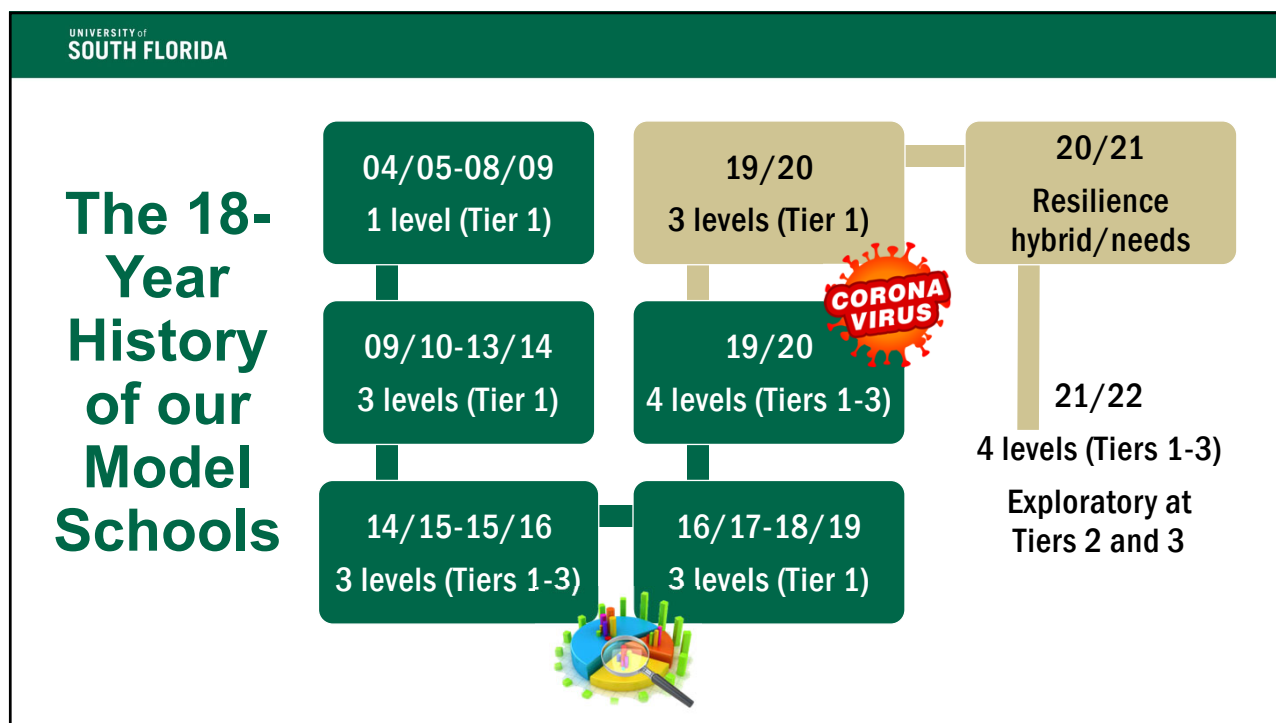 UNIVERSITY of
SOUTH FLORIDA
The 18-
Year
History
of our
Model
Schools
04/05-08/09
1 level (Tier 1)
09/10-13/14
3 levels (Tier 1)
14/15-15/16
3 levels (Tiers 1-3)
16/17-18/19
3 levels (Tier 1)
19/20
4 levels (Tiers 1-3)
19/20
3 levels (Tier 1)
CORONA
VIRUS
20/21
Resilience
hybrid/needs
21/22
4 levels (Tiers 1-3)
Exploratory at
Tiers 2 and 3